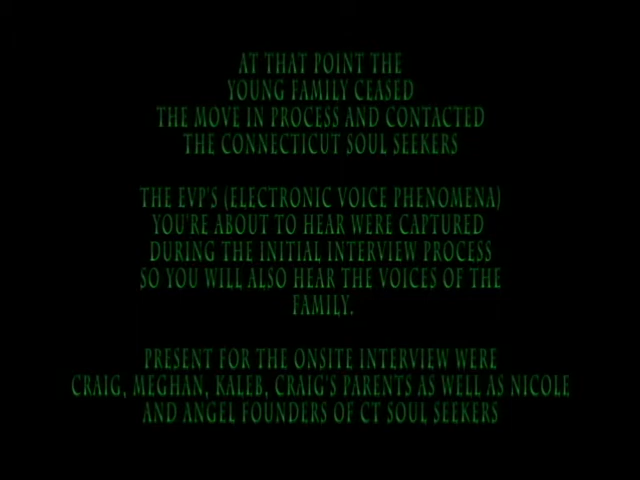 AT THAT POINT THE
YOUNG FAMILY CEASED
THE MOVE IN PROCESS AND CONTACTED
THE CONNECTICUT SOUL SEEKERS
THE EVP'S (ELECTRONIC VOICE PHENOMENA)
YOU'RE ABOUT TO HEAR WERE CAPTURED
DURING THE INITIAL INTERVIEW PROCESS
SO YOU WILL ALSO HEAR THE VOICES OF THE
FAMILY.
PRESENT FOR THE ONSITE INTERVIEW WERE
CRAIG, MEGHAN, KALEB, CRAIG'S PARENTS AS WELL AS NICOLE
AND ANGEL FOUNDERS OF CT SOUL SEEKERS